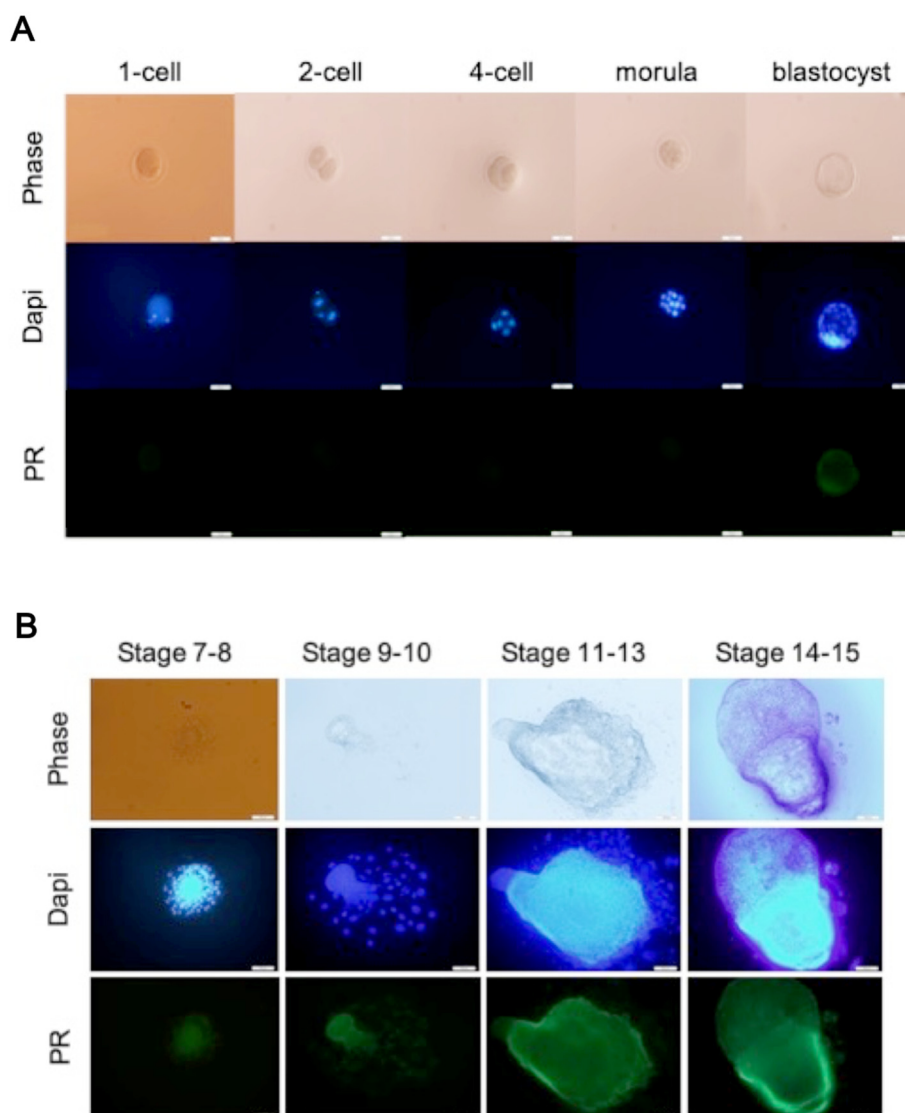 A
1-cell 2-cell 4-cell morula blastocyst
Phase
Dapi
PR
B
Stage 7-8 Stage 9-10 Stage 11-13 Stage 14-15
Phase
Dapi
PR